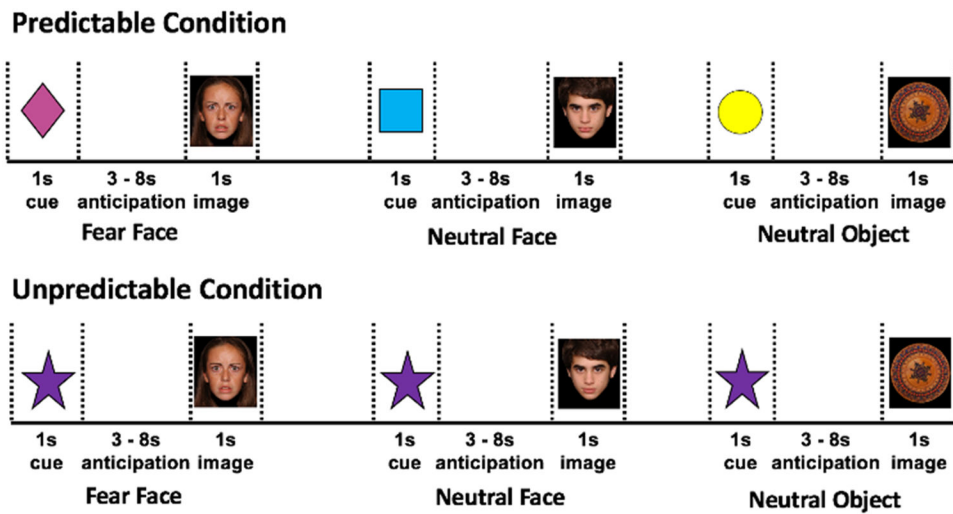 Predictable Condition
1s 3 - 8s 1s 1s 3 - 8s 1s 1s 3 - 8s 1s
cue anticipation image cue anticipation image cue anticipation image
Fear Face Neutral Face Neutral Object
Unpredictable Condition
1s 3 - 8s 1s 1s 3 - 8s 1s 1s 3 - 8s 1s
cue anticipation image cue anticipation image cue anticipation image
Fear Face Neutral Face Neutral Object